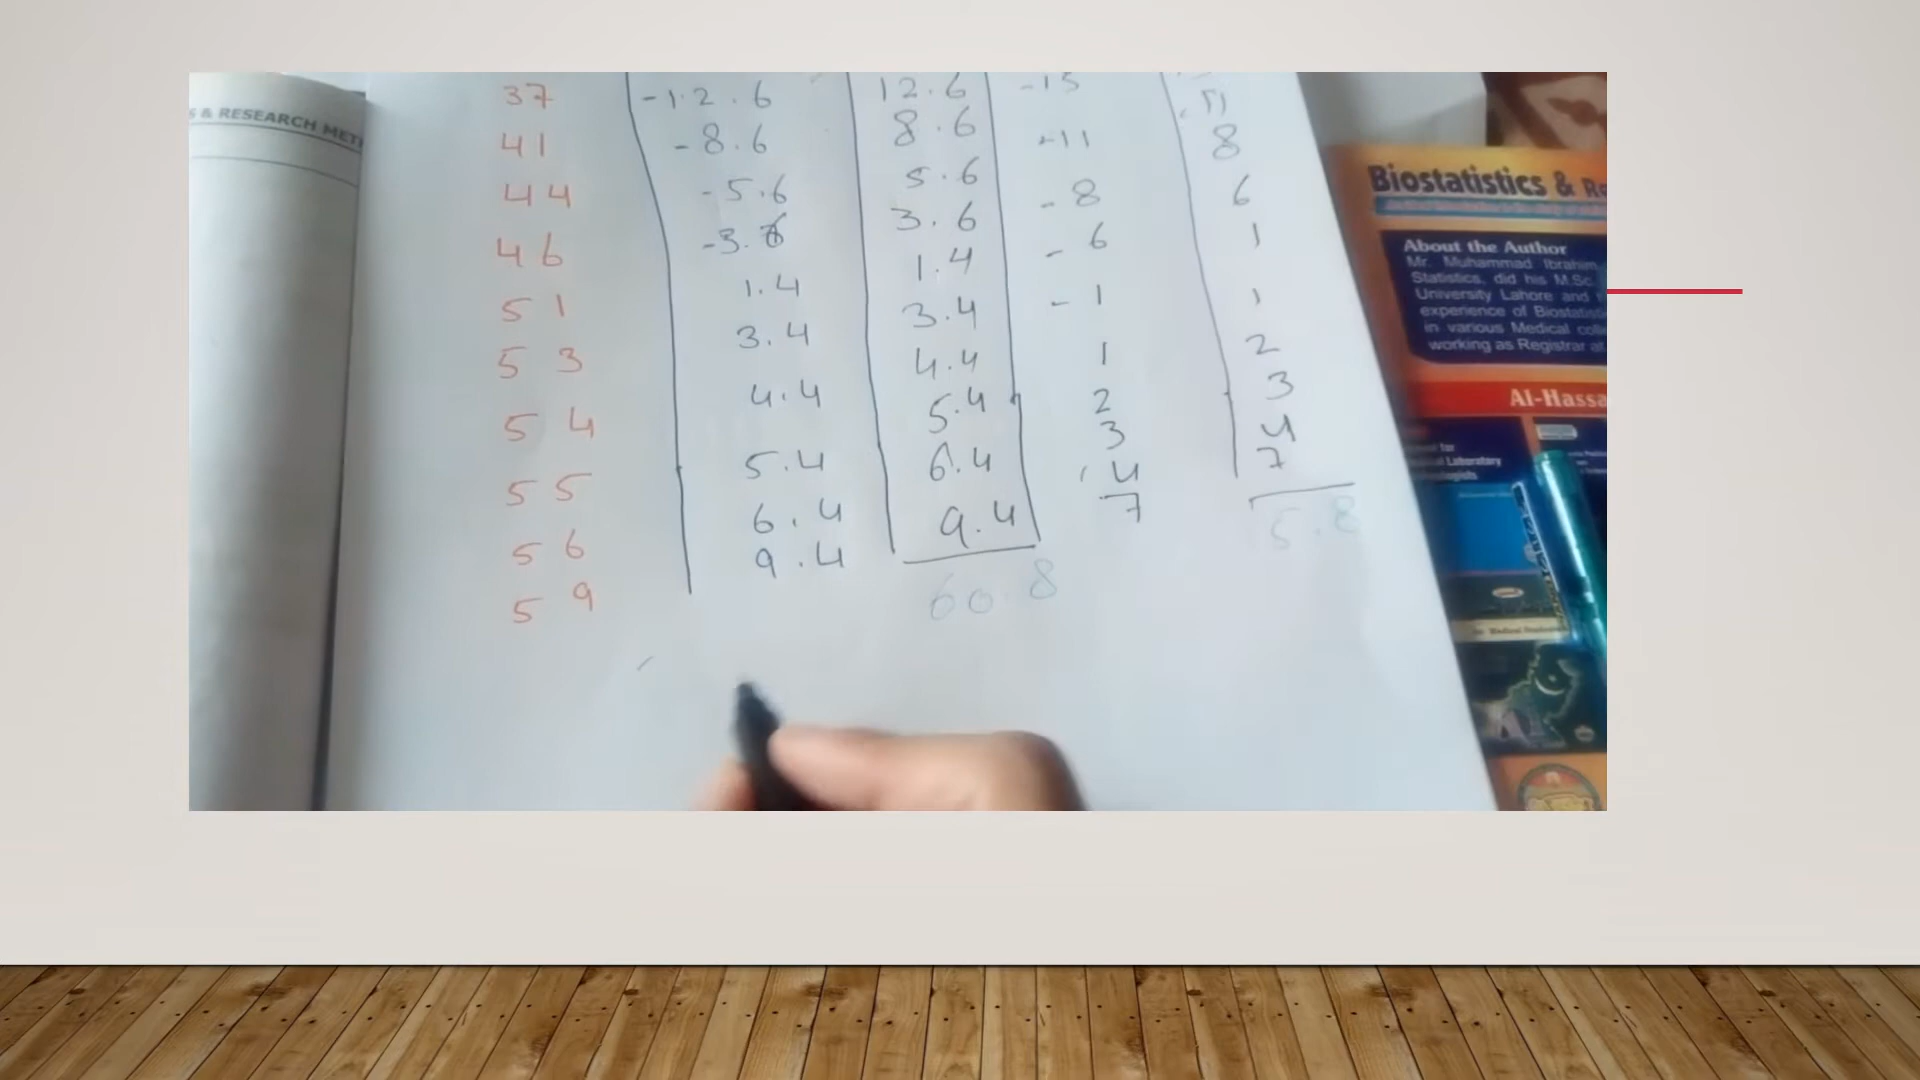 S & RESEARCH METH
37 -12.6 12.6 -15
41 -8.6 8.6 -11 8
44 -5.6 5.6 -8 6
46 -3.6 3.6 -6 1
51 1.4 1.4 -1 1
53 3.4 3.4 1 2
54 4.4 4.4 2 3
55 5.4 5.4 3 4
56 6.4 6.4 4 7
59 9.4 9.4 7 5.8
60.8
Biostatistics & Re
About the Author
Mr. Muhammad Ibrahim
Statistics, did his M.Sc.
University Lahore and
experience of Biostatist
in various Medical coll
working as Registrar at
Al-Hassa